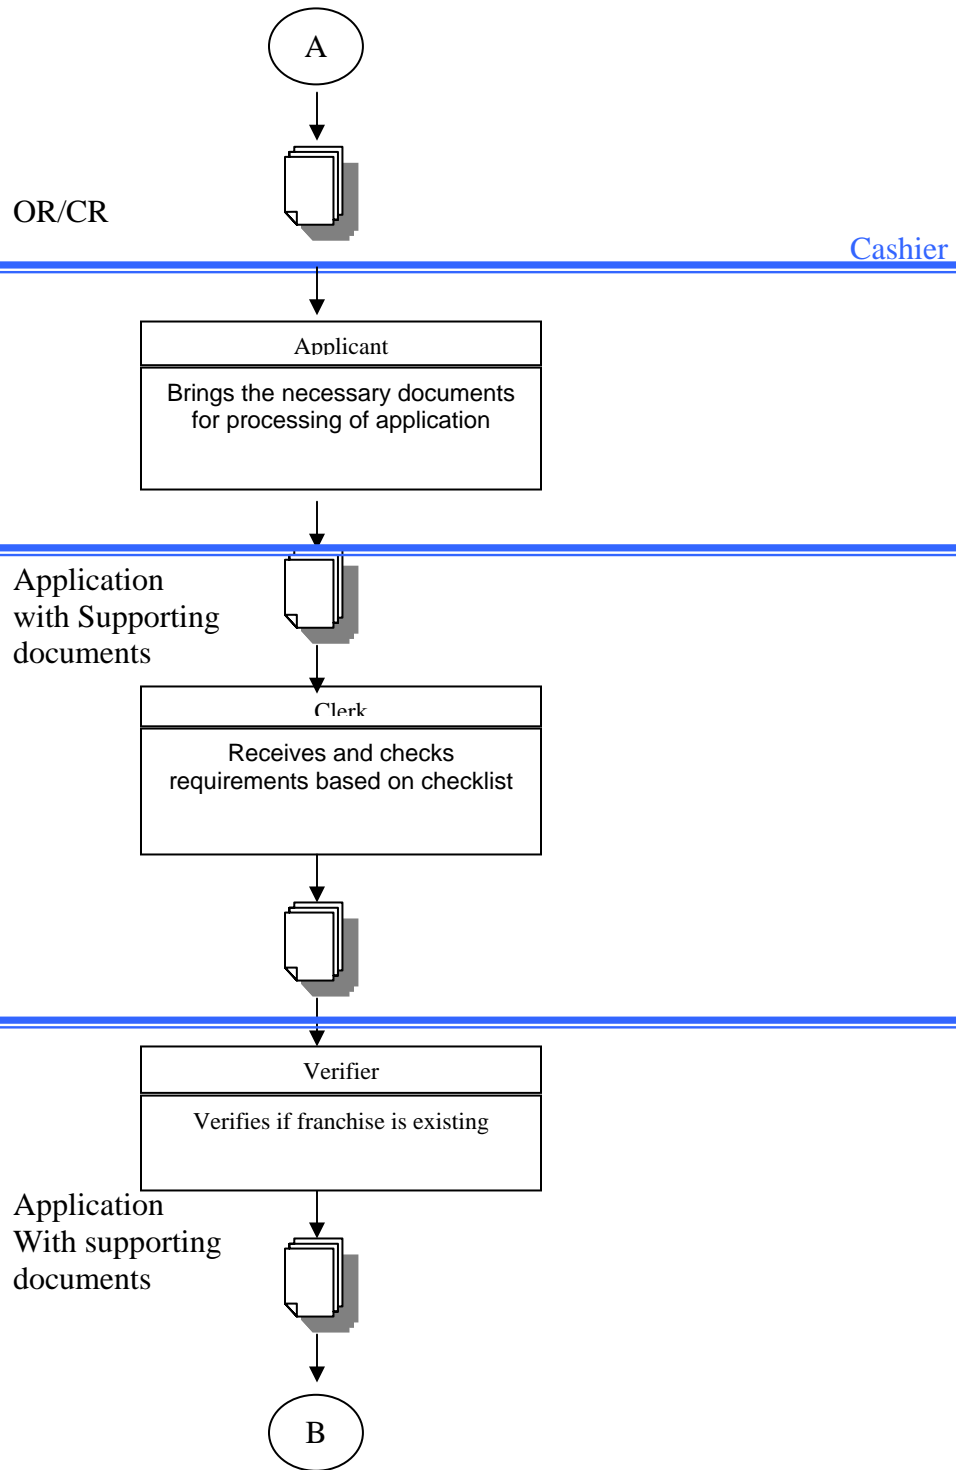 A
OR/CR
Cashier
Applicant
Brings the necessary documents
for processing of application
Application
with Supporting
documents
Clerk
Receives and checks
requirements based on checklist
Verifier
Verifies if franchise is existing
Application
With supporting
documents
B